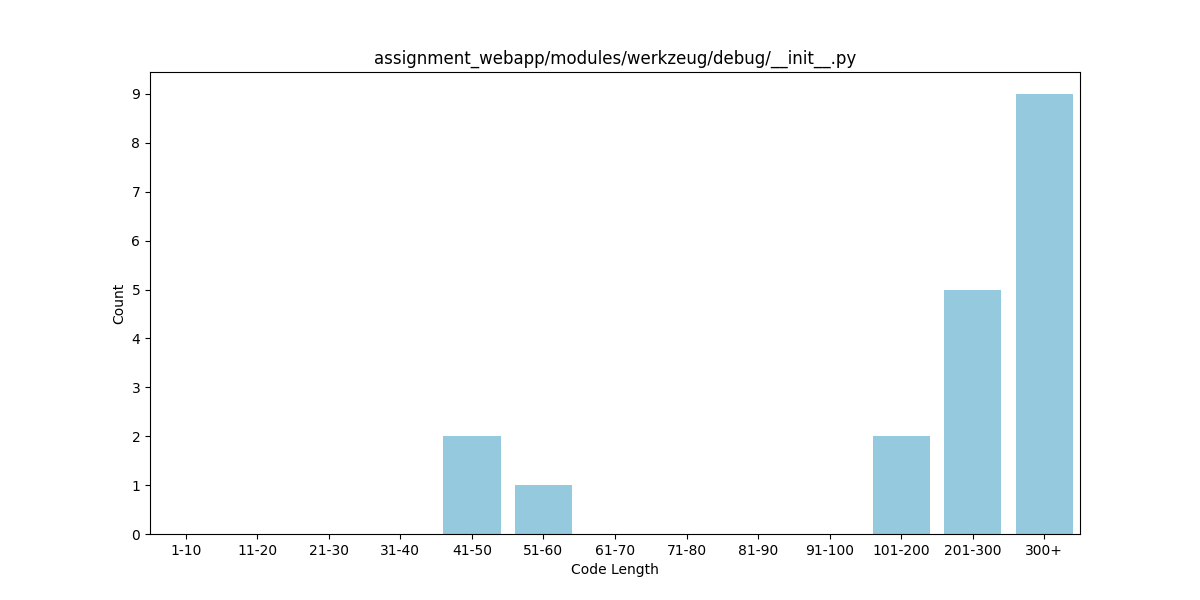 assignment_webapp/modules/werkzeug/debug/__init__.py
9
8
7
6
5
4
3
2
1
0
Count
1-10 11-20 21-30 31-40 41-50 51-60 61-70 71-80 81-90 91-100 101-200 201-300 300+
Code Length